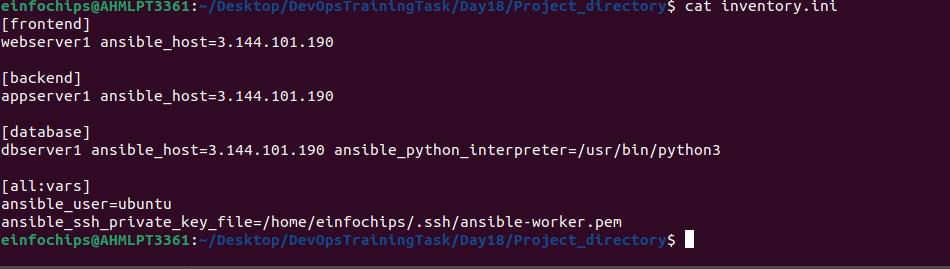 einfochips@AHMLPT3361:~/Desktop/DevOpsTrainingTask/Day18/Project_directory$ cat inventory.ini
[frontend]
webserver1 ansible_host=3.144.101.190
[backend]
appserver1 ansible_host=3.144.101.190
[database]
dbserver1 ansible_host=3.144.101.190 ansible_python_interpreter=/usr/bin/python3
[all:vars]
ansible_user=ubuntu
ansible_ssh_private_key_file=/home/einfochips/.ssh/ansible-worker.pem
einfochips@AHMLPT3361:~/Desktop/DevOpsTrainingTask/Day18/Project_directory$